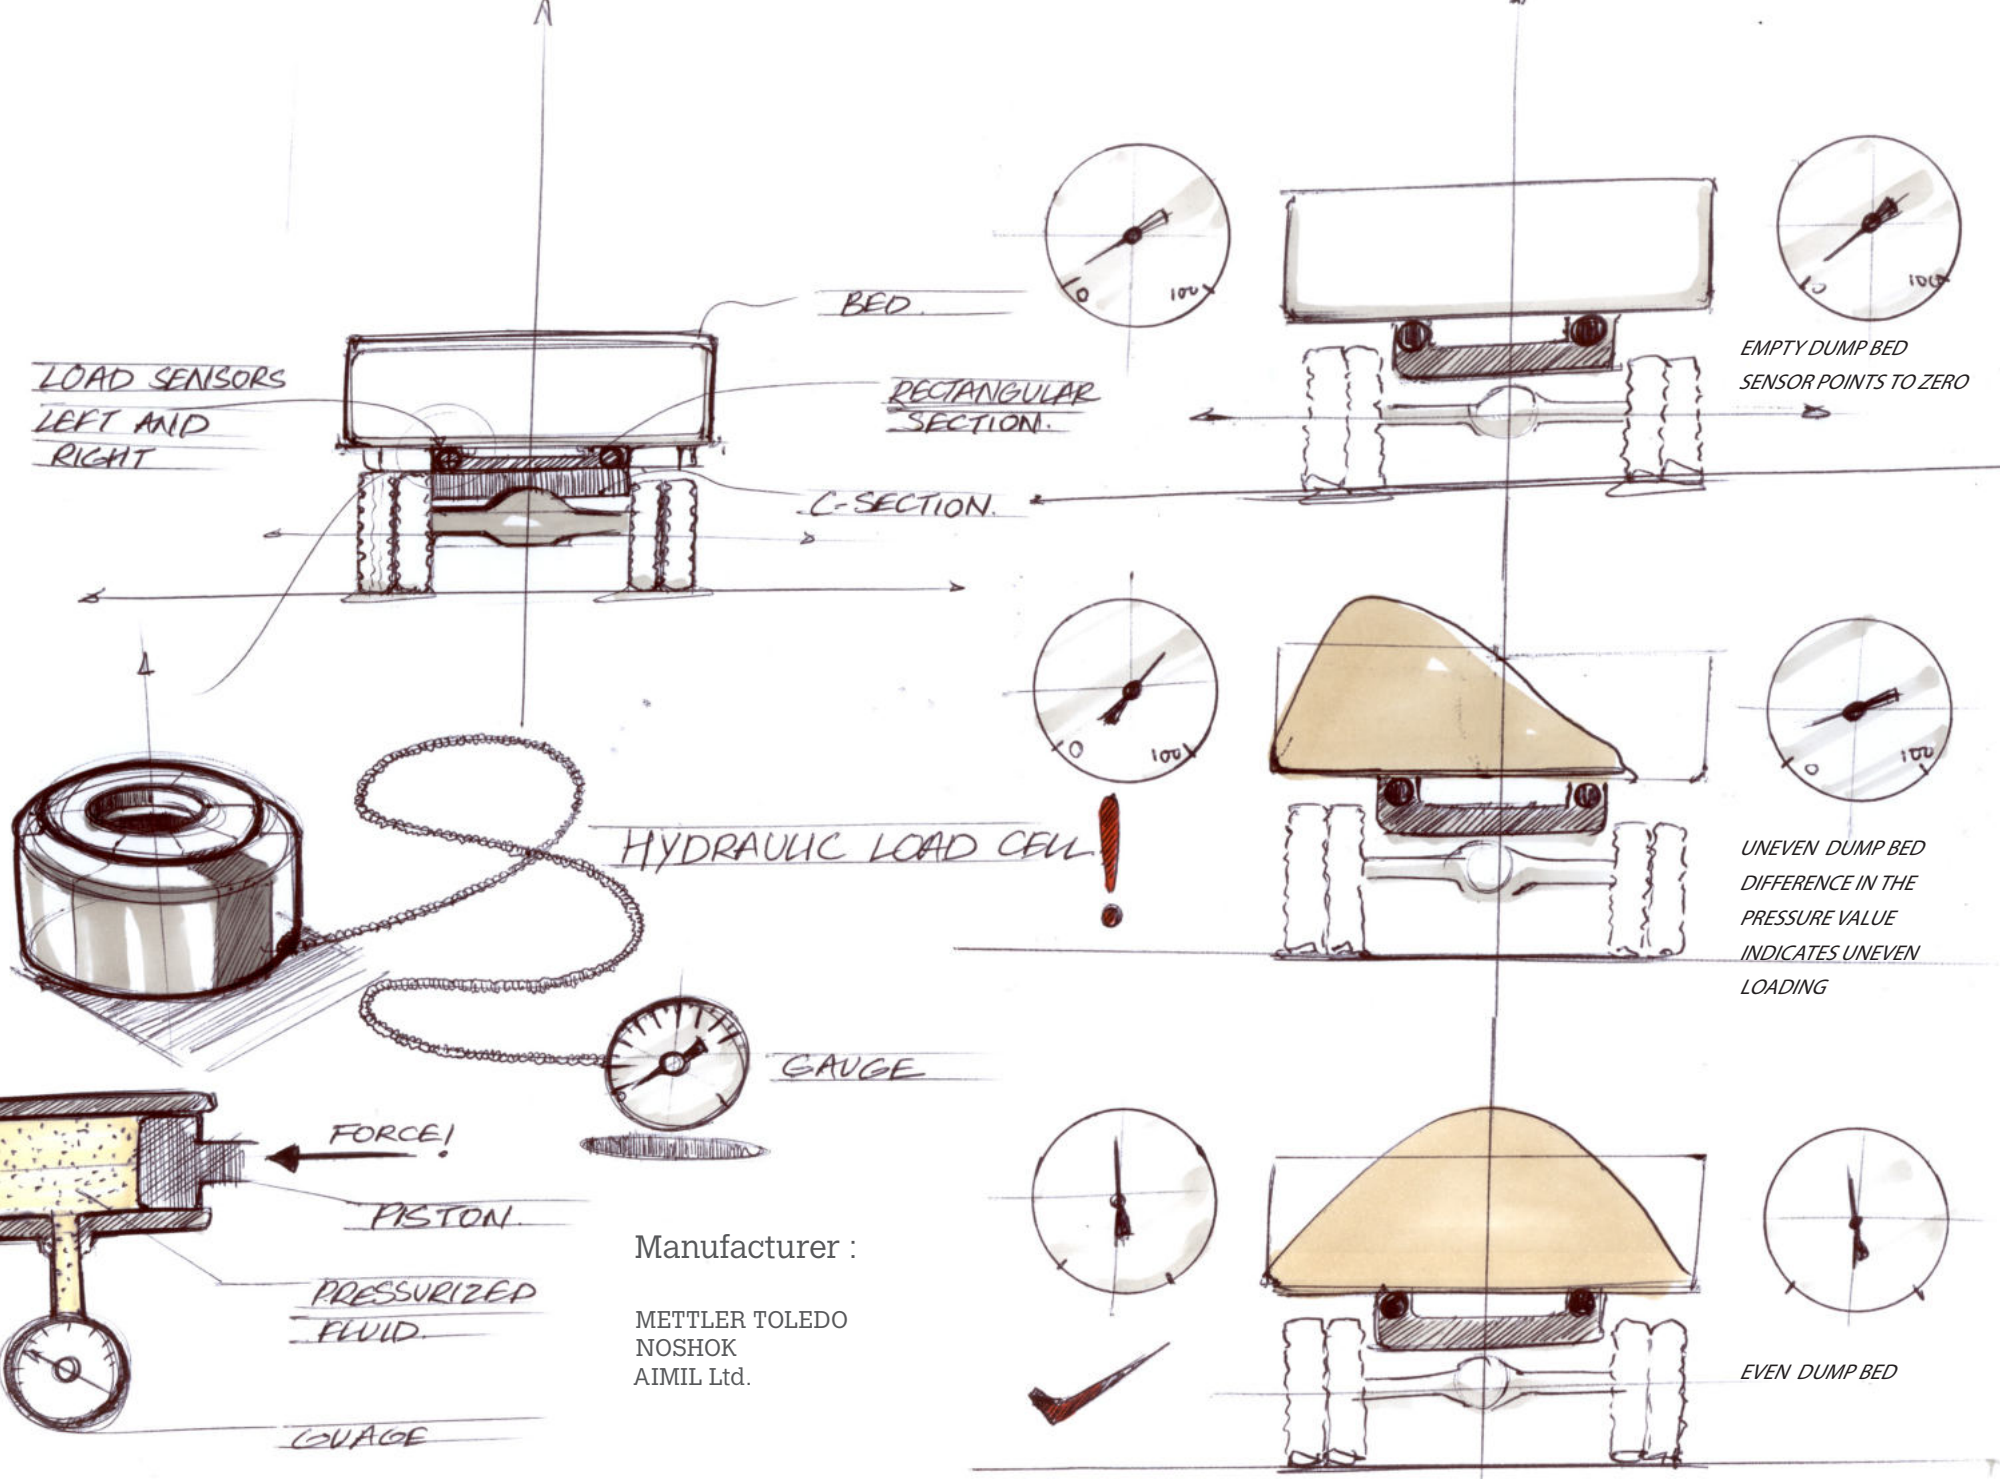 BED.
LOAD SENSORS
LEFT AND
RIGHT
RECTANGULAR
SECTION.
C-SECTION.
0
100
0
100
EMPTY DUMP BED
SENSOR POINTS TO ZERO
HYDRAULIC LOAD CELL
GAUGE
0
FORCE!
PISTON.
PRESSURIZED
FLUID.
GUAGE
Manufacturer :
METTLER TOLEDO
NOSHOK
AIMIL Ltd.
0
100
0
100
!
UNEVEN DUMP BED
DIFFERENCE IN THE
PRESSURE VALUE
INDICATES UNEVEN
LOADING
EVEN DUMP BED